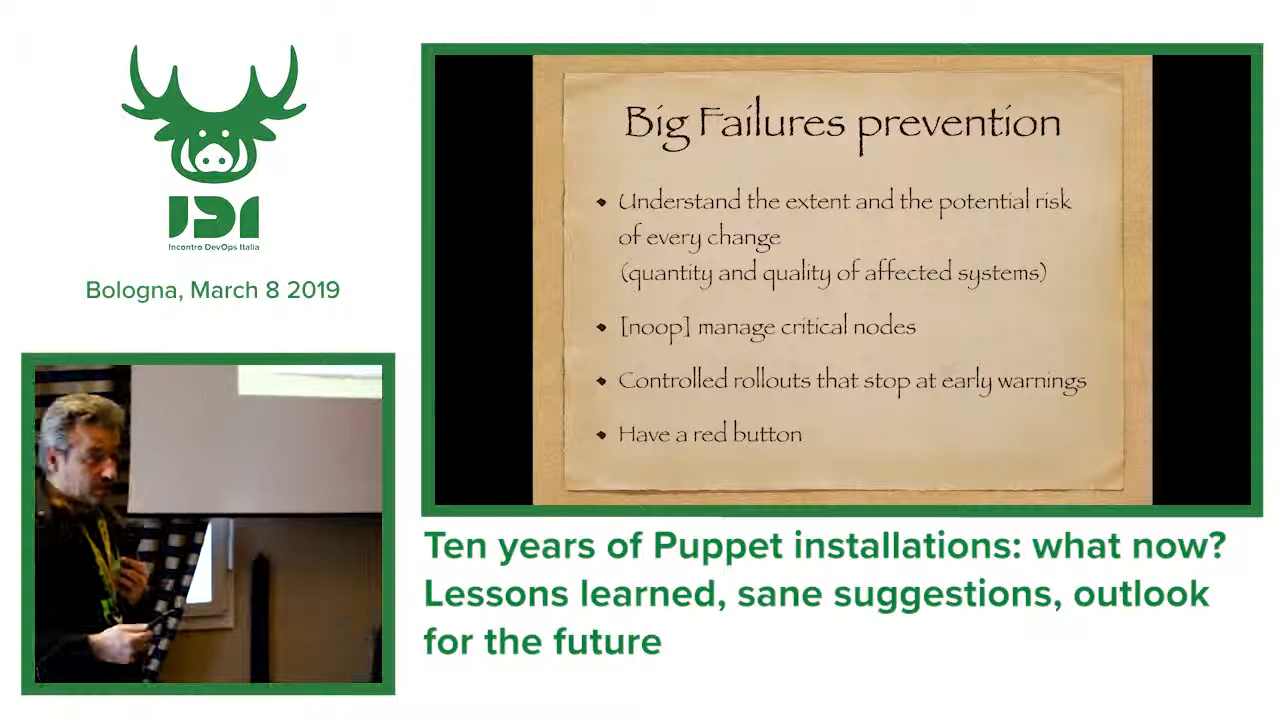 IDI
Incontro DevOps Italia
Bologna, March 8 2019
Big Failures prevention
Understand the extent and the potential risk
of every change
(quantity and quality of affected systems)
[noop] manage critical nodes
Controlled rollouts that stop at early warnings
Have a red button
Ten years of Puppet installations: what now?
Lessons learned, sane suggestions, outlook
for the future